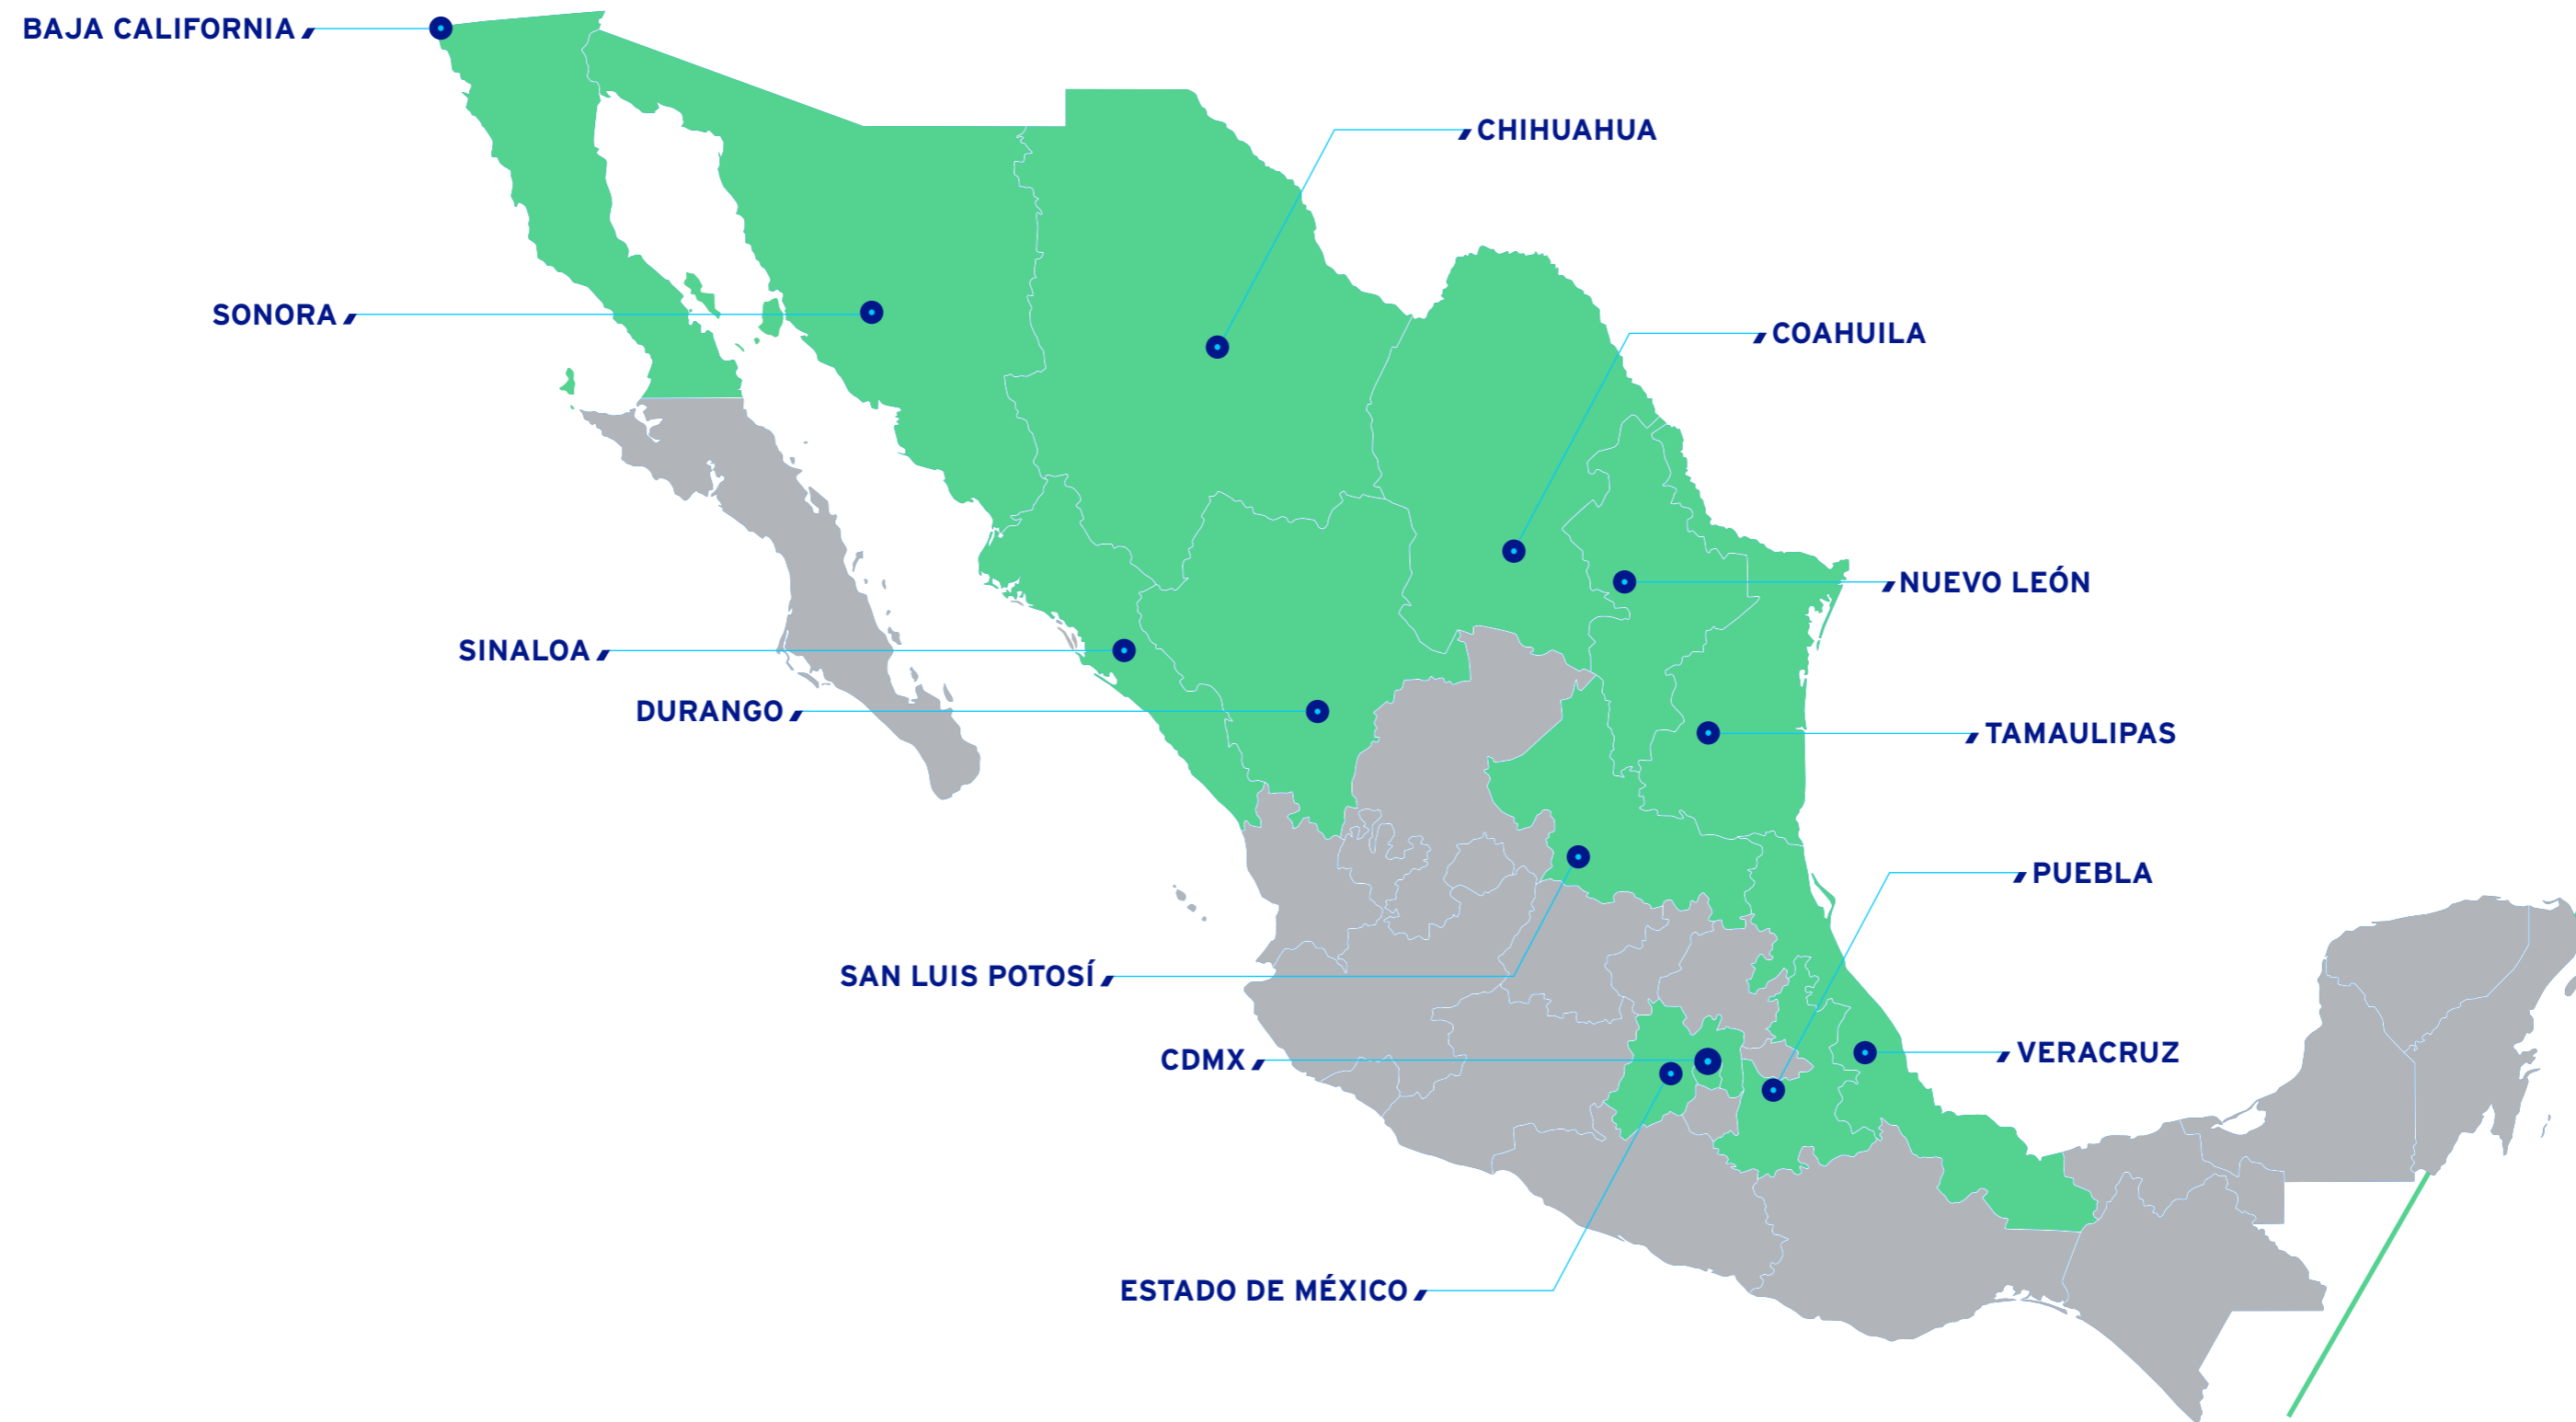 BAJA CALIFORNIA
CHIHUAHUA
SONORA
COAHUILA
NUEVO LEÓN
SINALOA
DURANGO
TAMAULIPAS
PUEBLA
SAN LUIS POTOSÍ
CDMX
VERACRUZ
ESTADO DE MÉXICO